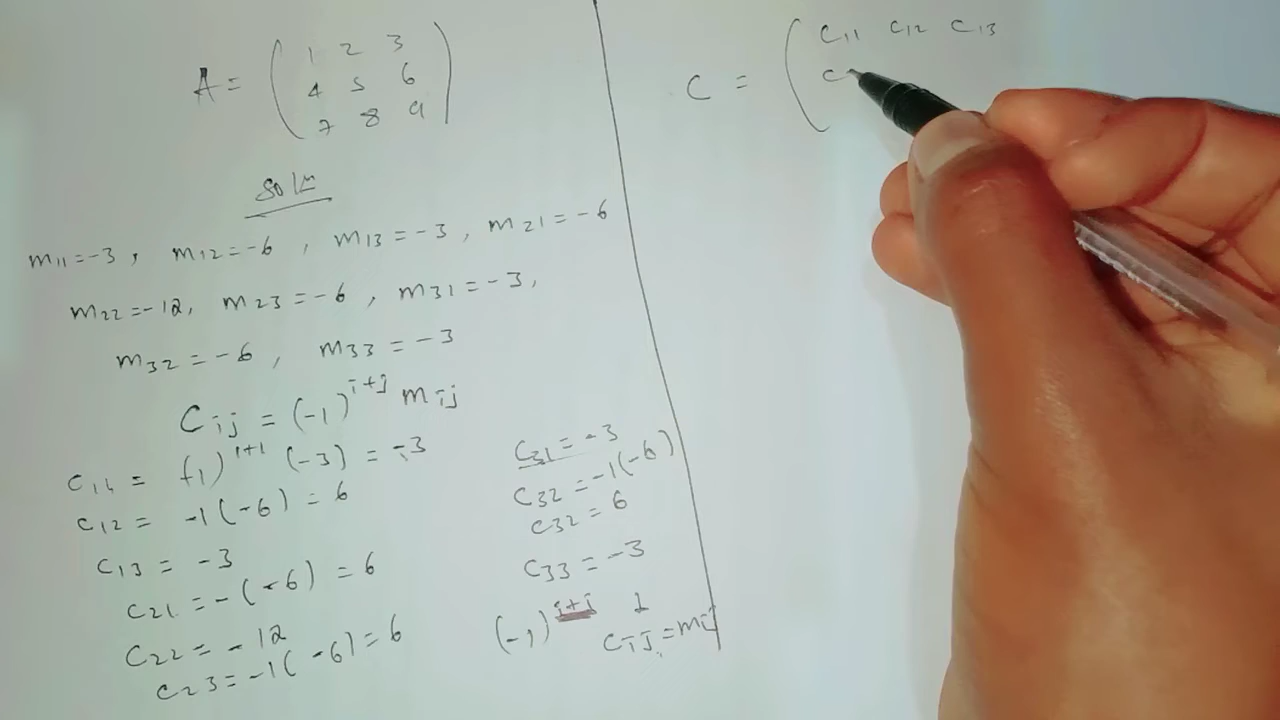 A = ( 1 2 3
4 5 6
7 8 9 )
Soln
m11 = -3 , m12 = -6 , m13 = -3 , m21 = -6
m22 = -12, m23 = -6 , m31 = -3,
m32 = -6 , m33 = -3
Cij = (-1)^i+j mij
C11 = (-1)^1+1 (-3) = -3
C12 = -1(-6) = 6
C13 = -3
C21 = -(-6) = 6
C22 = -12
C23 = -1(-6) = 6
C31 = -3
C32 = -1(-6)
C32 = 6
C33 = -3
(-1)^i+j 1
Cij = mij
C = ( C11 C12 C13
C